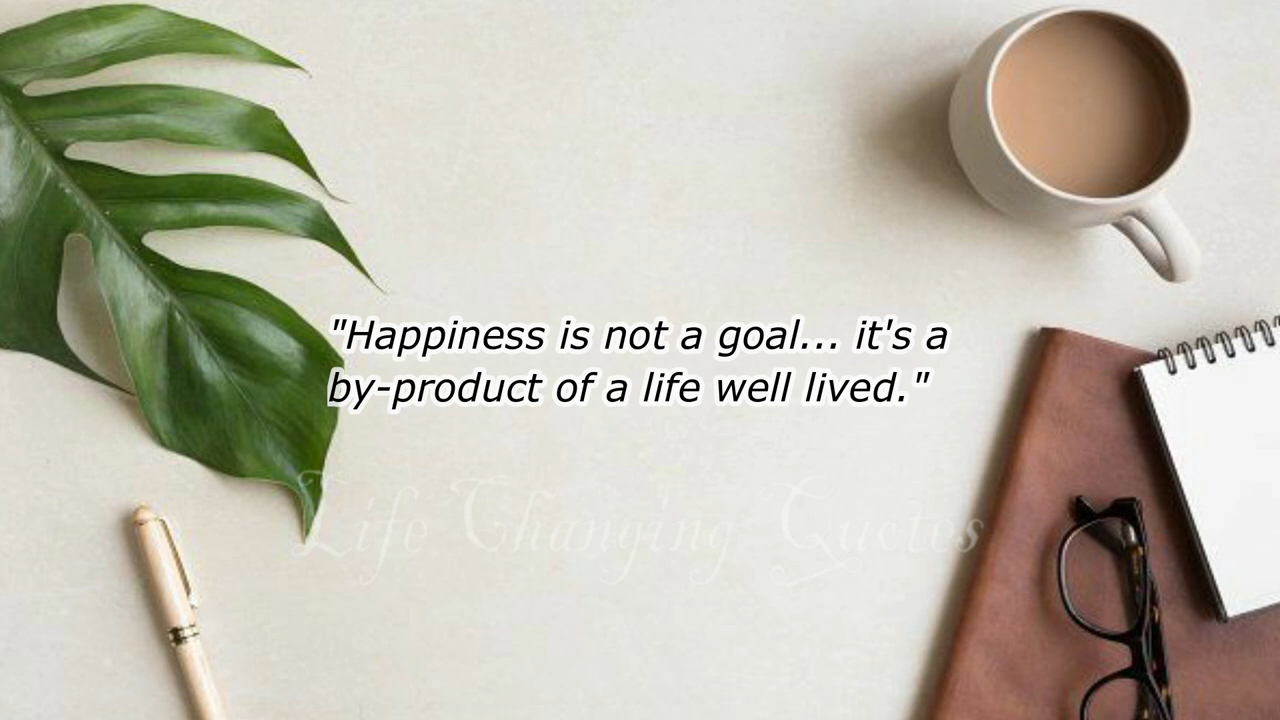 "Happiness is not a goal... it's a
by-product of a life well lived."
Life Changing Quotes